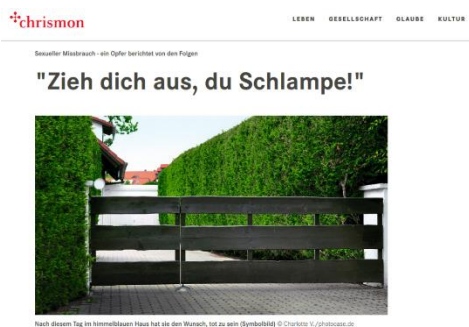 chrismon
LEBEN GESELLSCHAFT GLAUBE KULTUR
Sexueller Missbrauch - ein Opfer berichtet von den Folgen
"Zieh dich aus, du Schlampe!"
Nach diesem Tag im himmelblauen Haus hat sie den Wunsch, tot zu sein (Symbolbild) © Charlotte V./photocase.de